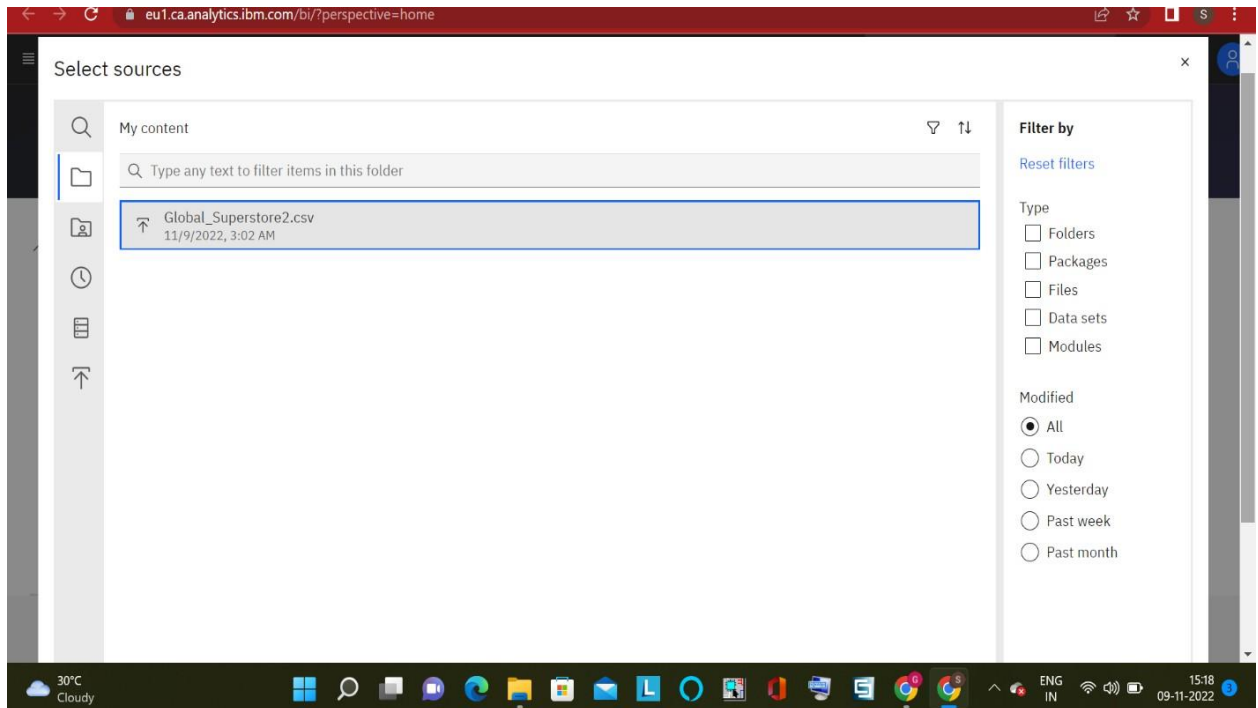 eu1.ca.analytics.ibm.com/bi/?perspective=home
S
Select sources
My content
Type any text to filter items in this folder
Global_Superstore2.csv
11/9/2022, 3:02 AM
Filter by
Reset filters
Type
Folders
Packages
Files
Data sets
Modules
Modified
All
Today
Yesterday
Past week
Past month
30°C
Cloudy
L
S
G
S
ENG
IN
15:18
09-11-2022
3